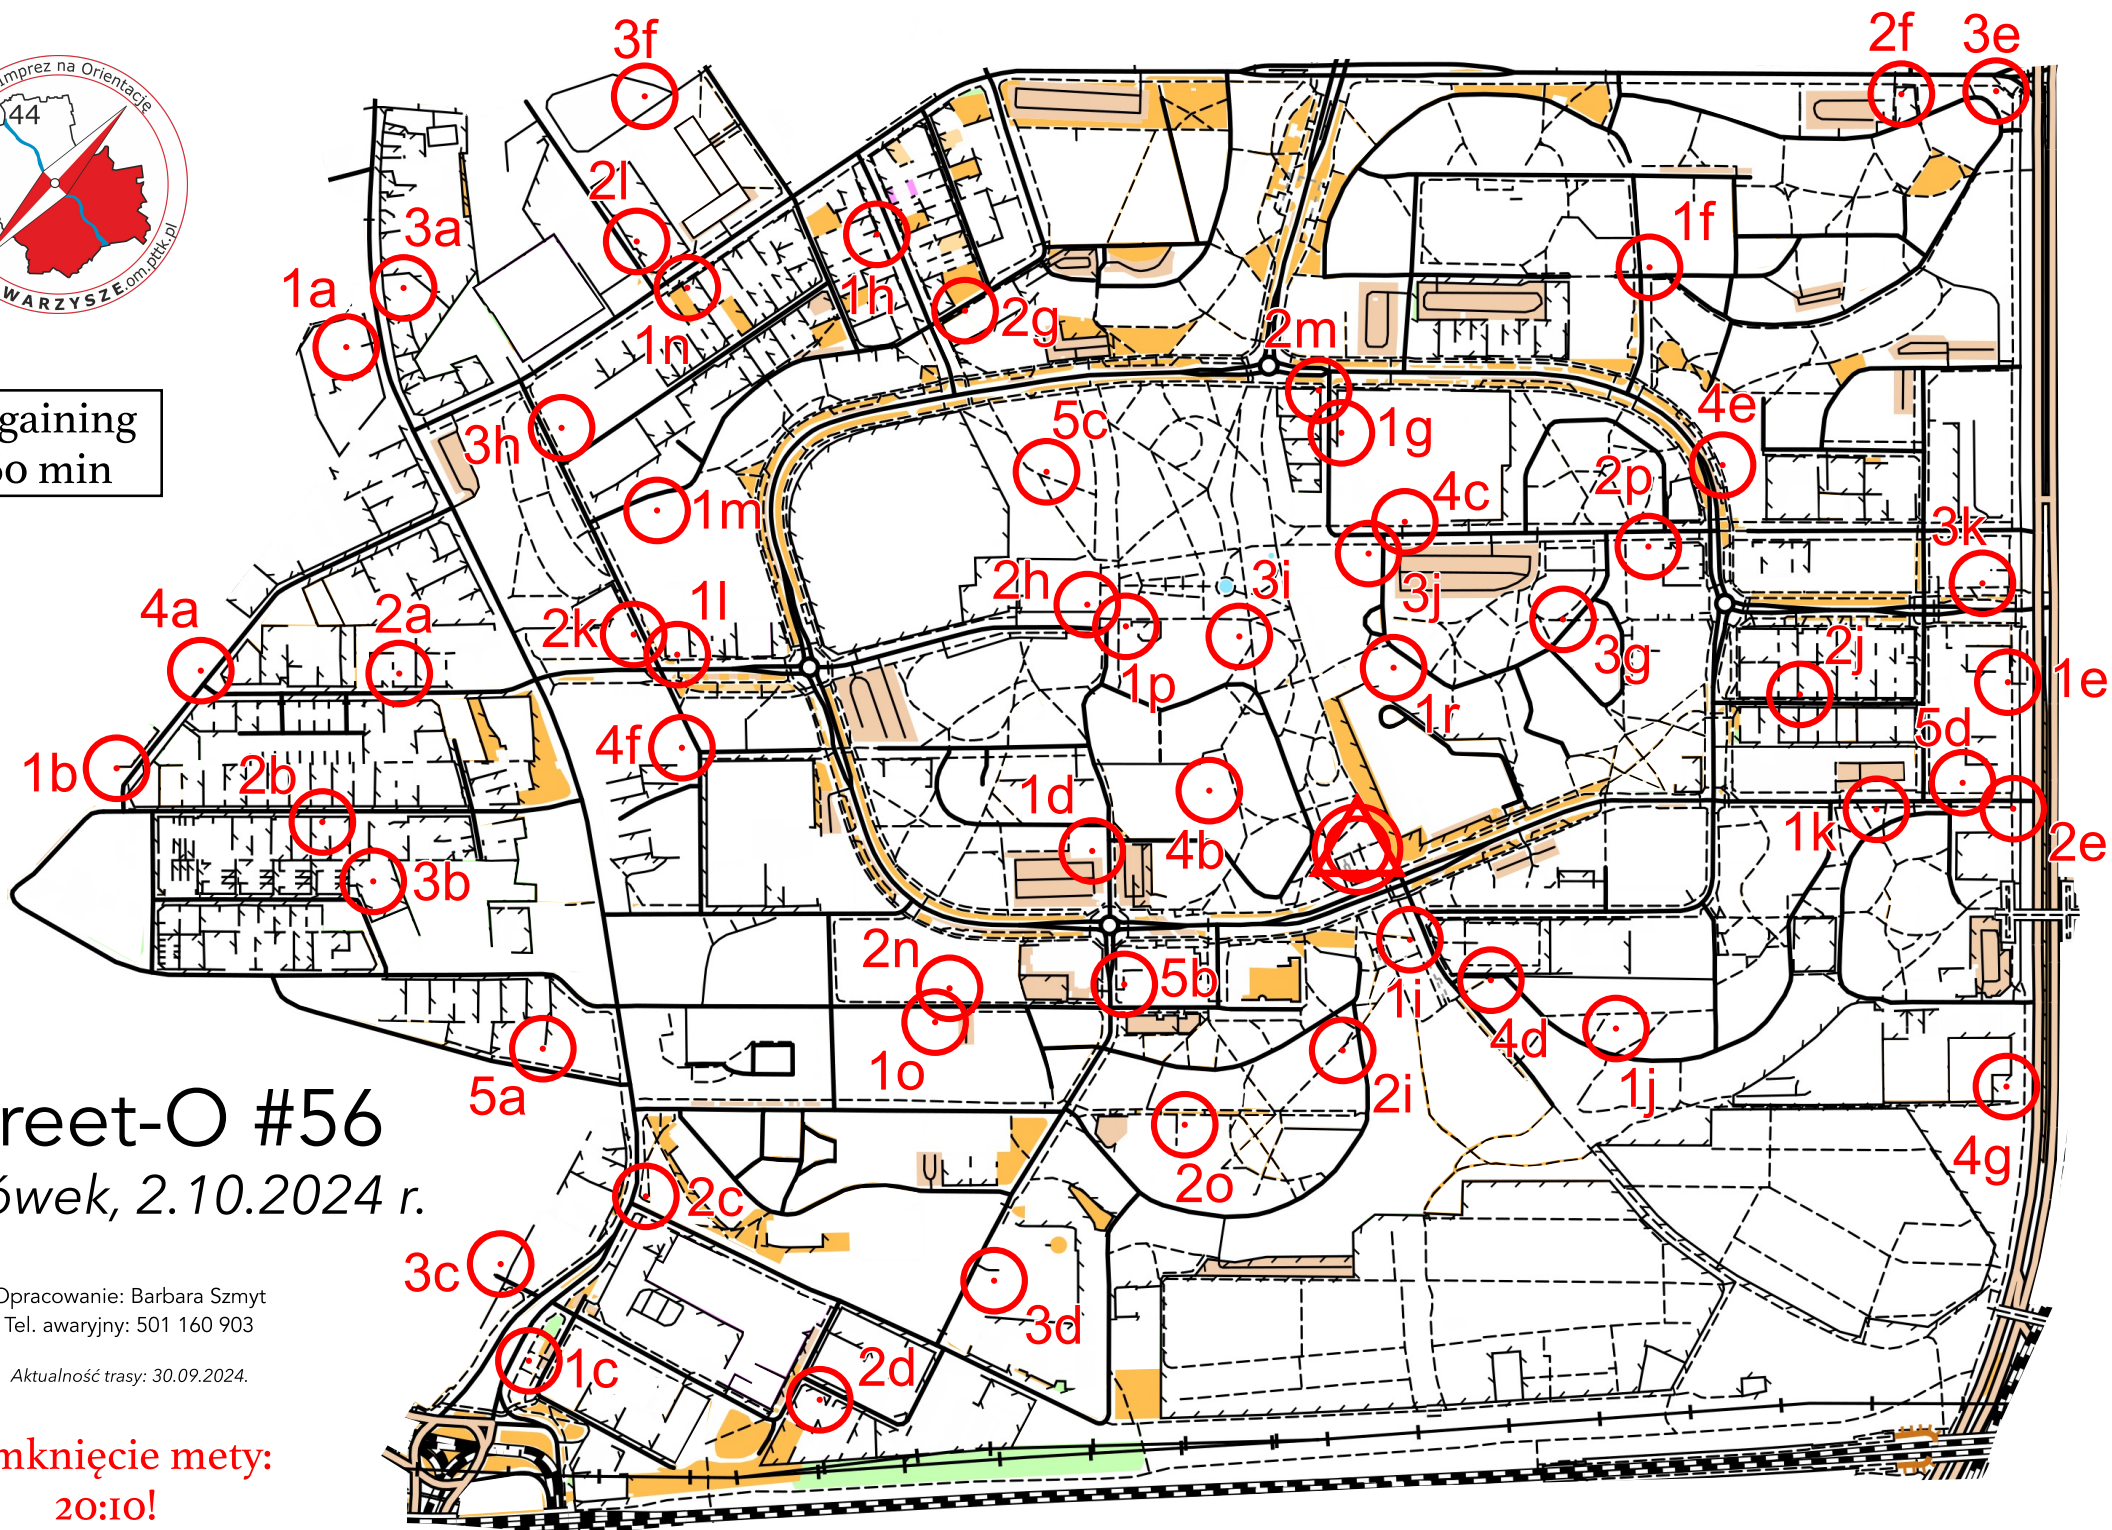 imprez na Orientację
44
WARZYSZE.om.pttk.pl
gaining
60 min
3f
2f
3e
2l
3a
1f
1a
1h
2g
1n
2m
3h
5c
1g
4e
1m
2p
4c
3k
4a
2a
2h
3i
1l
2k
3j
3g
2j
1e
1p
1r
1b
2b
4f
5d
1d
4b
1k
2e
3b
2n
5b
1i
4d
5a
1o
2i
1j
reet-O #56
4g
ówek, 2.10.2024 r.
2c
2o
3c
Opracowanie: Barbara Szmyt
Tel. awaryjny: 501 160 903
3d
Aktualność trasy: 30.09.2024.
1c
2d
mknięcie mety:
20:10!